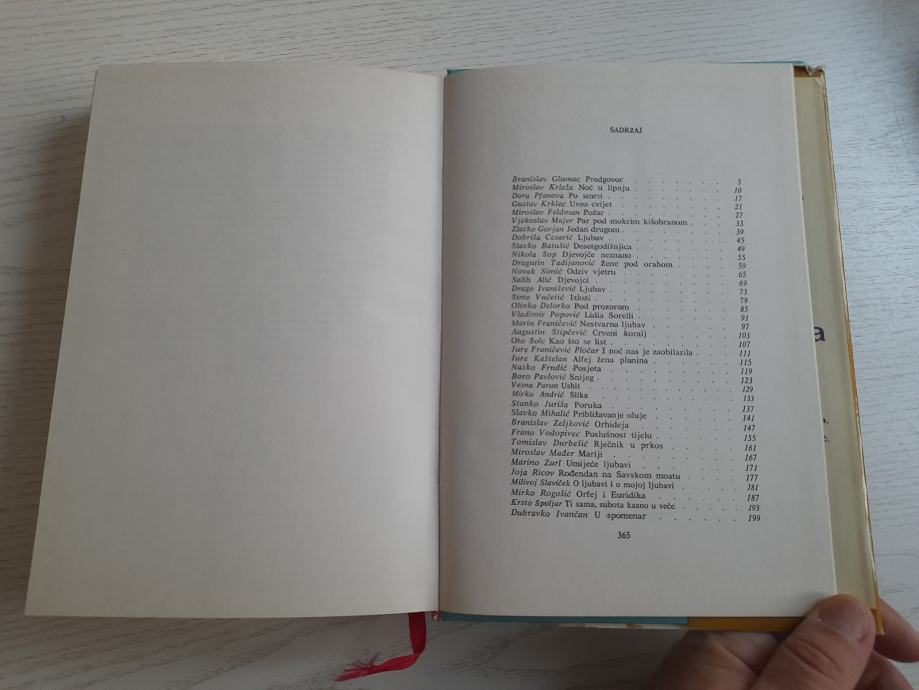 SADRŽAJ
Branislav Glumac Predgovor . . . . . . . 5
Miroslav Krleža Noć u lipnju . . . . . . . 10
Dora Pfanova Po smrti . . . . . . . . 17
Gustav Krklec Uveo cvijet . . . . . . . 21
Miroslav Feldman Požar . . . . . . . . 27
Vjekoslav Majer Par pod mokrim kišobranom . . . . 33
Zlatko Gorjan Jedan drugom . . . . . . . 39
Dobriša Cesarić Ljubav . . . . . . . . 45
Slavko Batušić Desetgodišnjica . . . . . . 49
Nikola Šop Djevojče neznano . . . . . . 55
Dragutin Tadijanović Žene pod orahom . . . . . 59
Novak Simić Odziv vjetru . . . . . . . 65
Salih Alić Djevojci . . . . . . . . 69
Drago Ivanišević Ljubav . . . . . . . . 73
Šime Vučetić Izlozi . . . . . . . . 79
Olinko Delorko Pod prozorom . . . . . . . 85
Vladimir Popović Lidia Sorelli . . . . . . 91
Marin Franičević Nestvarna ljubav . . . . . . 97
Augustin Stipčević Crveni koralj . . . . . . 103
Oto Šolc Kao što se list . . . . . . . 107
Jure Franičević Pločar I noć nas je zaobilazila . . . 111
Jure Kaštelan Alfej žena planina . . . . . . 115
Nasko Frndić Posjeta . . . . . . . . 119
Boro Pavlović Snijeg . . . . . . . . 123
Vesna Parun Ushit . . . . . . . . 129
Mirko Andrić Slika . . . . . . . . 133
Stanko Juriša Poruka . . . . . . . . 137
Slavko Mihalić Približavanje oluje . . . . . . 141
Branislav Zeljković Orhideja . . . . . . . 147
Frano Vodopivec Poslušnost tijelu . . . . . . 155
Tomislav Durbešić Rječnik u prkos . . . . . . 161
Miroslav Mađer Mariji . . . . . . . . 167
Marino Zurl Umijeće ljubavi . . . . . . . 171
Joja Ricov Rođendan na Savskom mostu . . . . . 177
Milivoj Slaviček O ljubavi i o mojoj ljubavi . . . . 181
Mirko Rogošić Orfej i Euridika . . . . . . 187
Krsto Špoljar Ti sama, subota kasno u veče . . . . 193
Dubravko Ivančan U spomenar . . . . . . 199
365
a